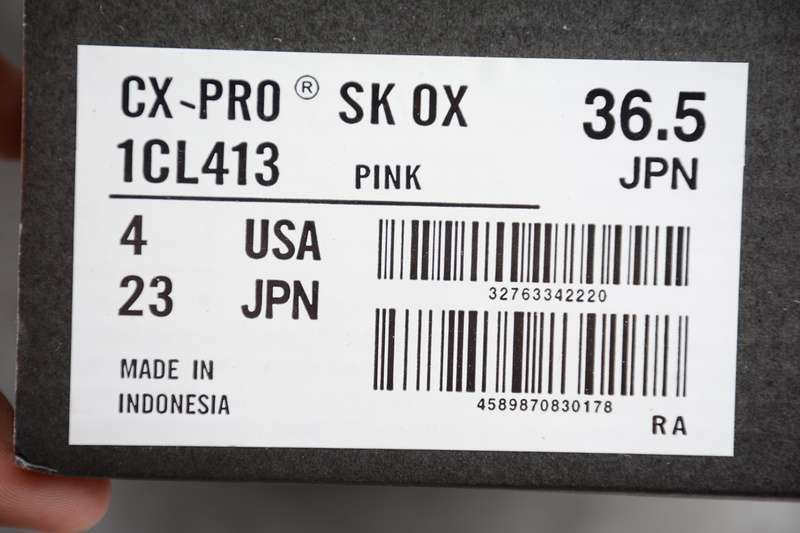 CX-PRO® SK OX
36.5
1CL413 PINK
JPN
4 USA
23 JPN
32763342220
4589870830178
MADE IN
INDONESIA
RA